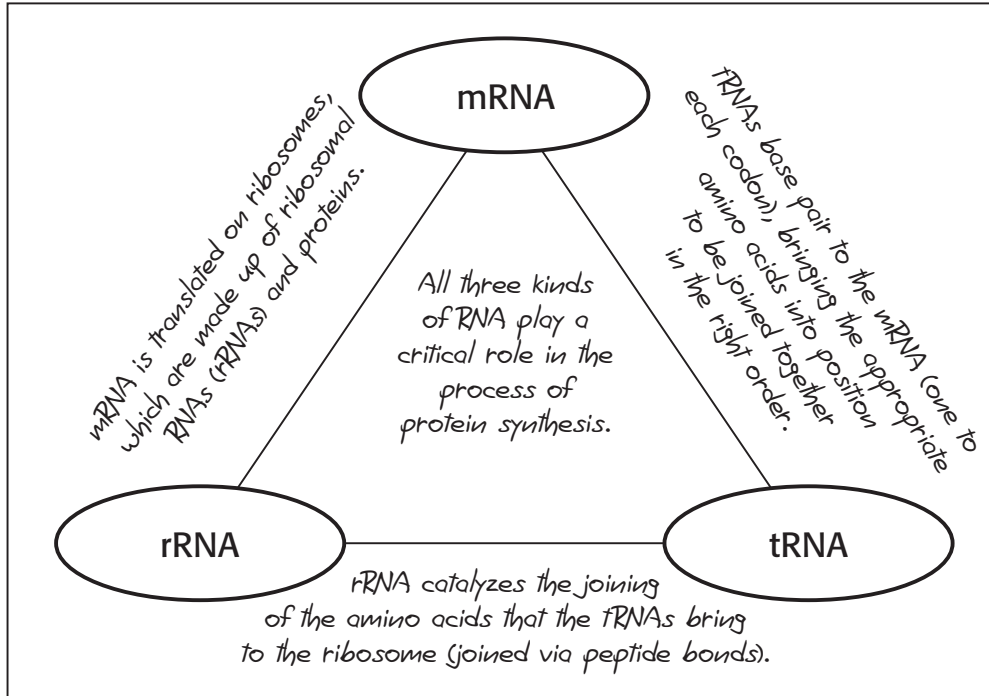 mRNA
mRNA is translated on ribosomes,
which are made up of ribosomal
RNAs (rRNAs) and proteins.
tRNAs base pair to the mRNA (one to
each codon), bringing the appropriate
amino acids into position
to be joined together
in the right order.
All three kinds
of RNA play a
critical role in the
process of
protein synthesis.
rRNA
tRNA
rRNA catalyzes the joining
of the amino acids that the tRNAs bring
to the ribosome (joined via peptide bonds).